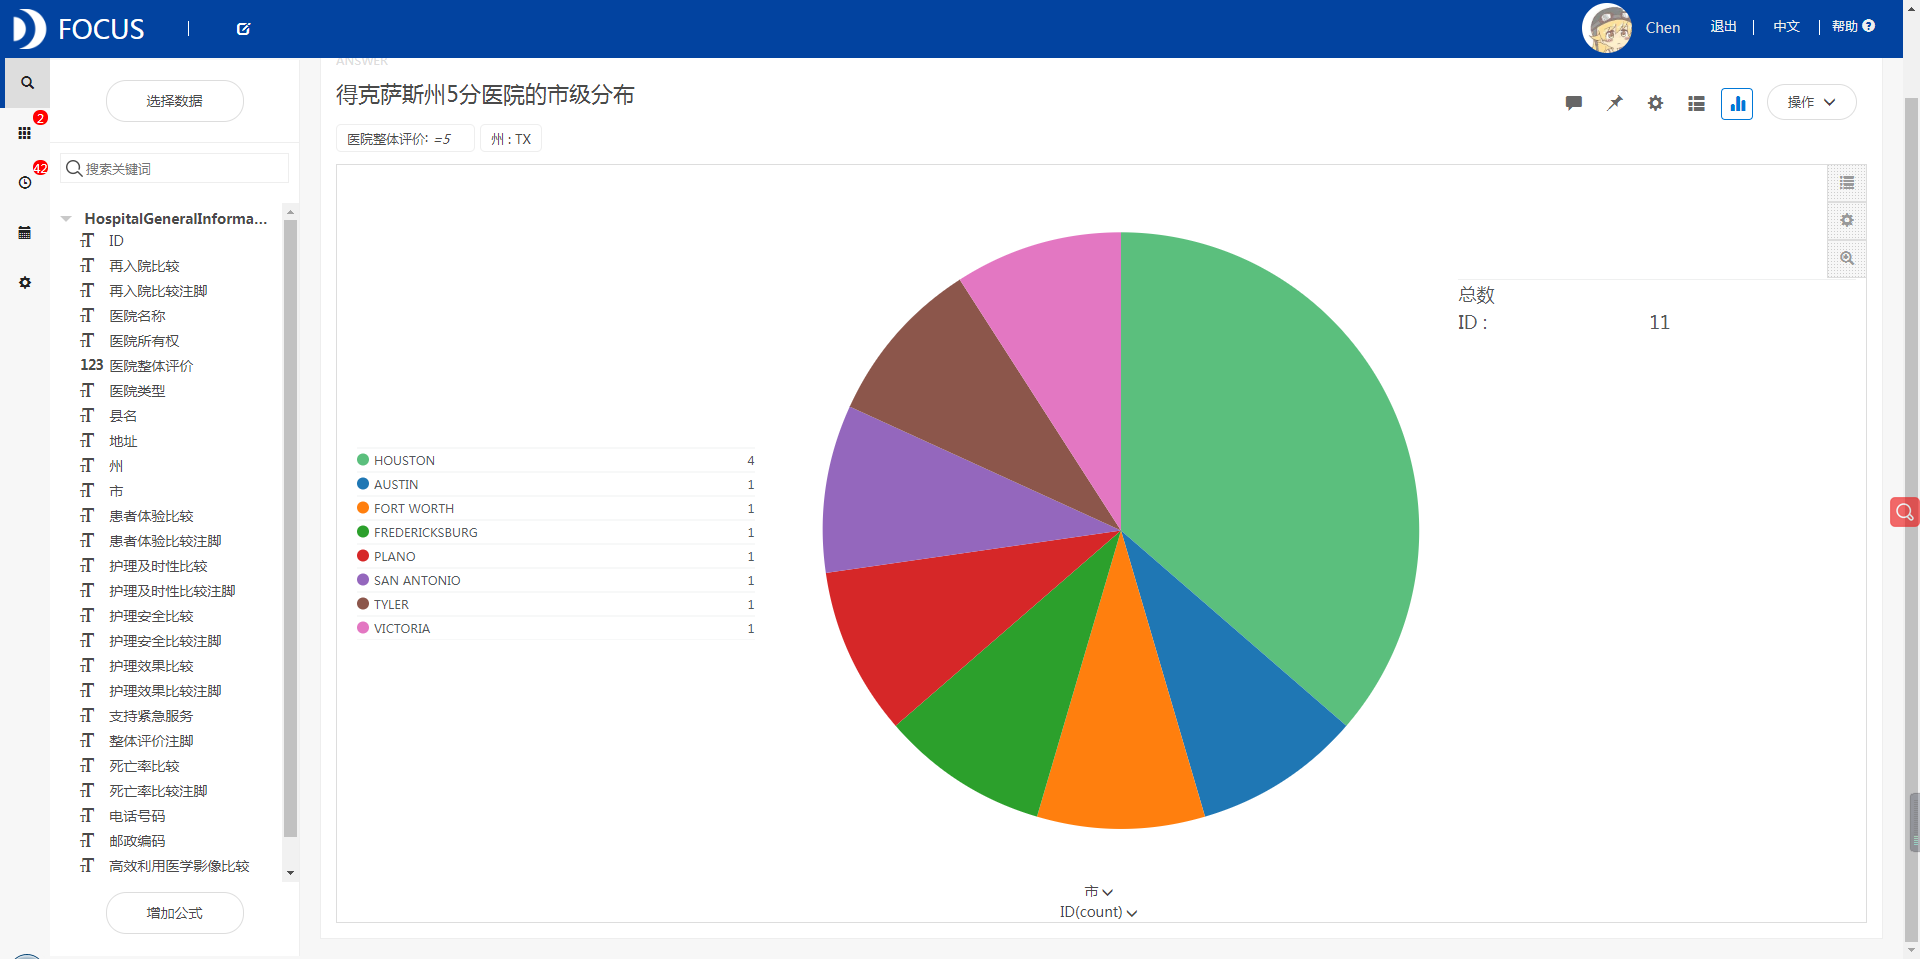 FOCUS
Chen
退出
中文
帮助
选择数据
2
42
搜索关键词
HospitalGeneralInforma...
ID
再入院比较
再入院比较注脚
医院名称
医院所有权
123 医院整体评价
医院类型
县名
地址
州
市
患者体验比较
患者体验比较注脚
护理及时性比较
护理及时性比较注脚
护理安全比较
护理安全比较注脚
护理效果比较
护理效果比较注脚
支持紧急服务
整体评价注脚
死亡率比较
死亡率比较注脚
电话号码
邮政编码
高效利用医学影像比较
增加公式
ANSWER
得克萨斯州5分医院的市级分布
操作
医院整体评价: =5
州 : TX
HOUSTON 4
AUSTIN 1
FORT WORTH 1
FREDERICKSBURG 1
PLANO 1
SAN ANTONIO 1
TYLER 1
VICTORIA 1
总数
ID : 11
市
ID(count)